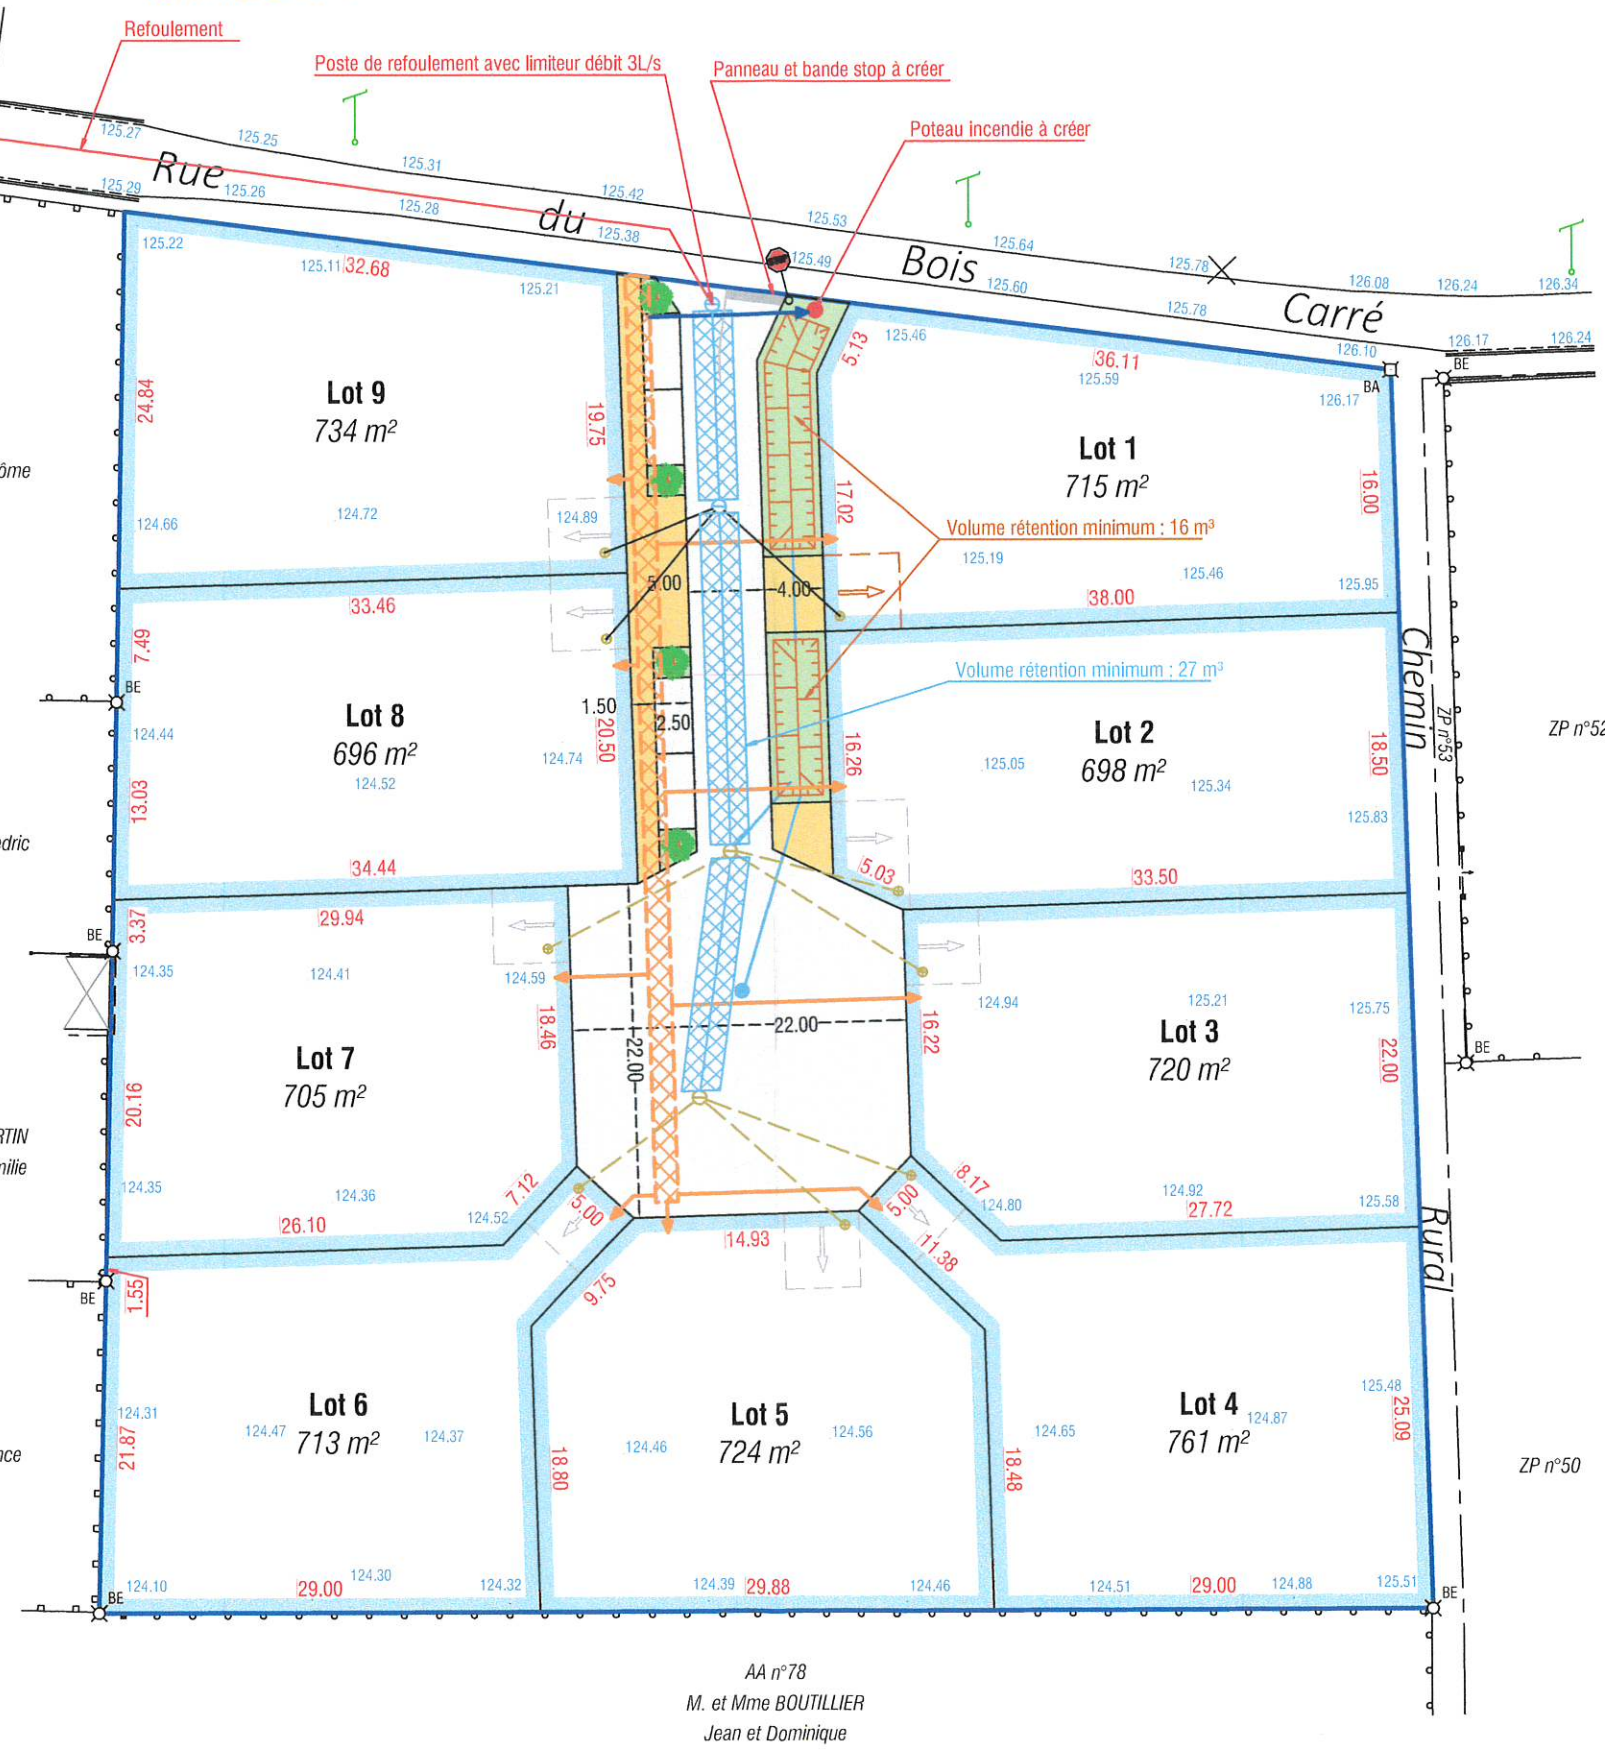 Refoulement
Poste de refoulement avec limiteur débit 3L/s
Panneau et bande stop à créer
Poteau incendie à créer
125.27
125.25
125.31
125.42
125.53
125.64
125.78
126.08
126.24
126.34
Rue
du
Bois
Carré
125.29
125.26
125.28
125.38
125.49
125.60
125.78
126.10
126.17
126.24
BE
125.22
125.11
32.68
125.21
24.84
Lot 9
734 m²
19.75
124.66
124.72
124.89
5.13
125.46
36.11
125.59
126.17
BA
Lot 1
715 m²
16.00
17.02
Volume rétention minimum : 16 m³
125.19
125.46
125.95
38.00
5.00
4.00
33.46
7.49
BE
124.44
13.03
Lot 8
696 m²
124.52
124.74
20.50
1.50
2.50
34.44
Volume rétention minimum : 27 m³
16.26
Lot 2
698 m²
125.05
125.34
125.83
18.50
5.03
33.50
Chemin
ZP n°53
ZP n°52
3.37
BE
29.94
124.35
124.41
124.59
18.46
Lot 7
705 m²
20.16
124.35
124.36
124.52
26.10
7.12
5.00
22.00
22.00
16.22
124.94
125.21
125.75
Lot 3
720 m²
22.00
BE
8.17
5.00
124.80
124.92
27.72
125.58
14.93
11.38
9.75
Rural
BE
1.55
Lot 6
713 m²
124.31
124.47
124.37
21.87
18.80
124.10
29.00
124.30
124.32
BE
Lot 5
724 m²
124.46
124.56
18.48
124.39
29.88
124.46
Lot 4
761 m²
124.65
124.87
125.48
25.09
124.51
29.00
124.88
125.51
BE
ZP n°50
ôme
dric
RTIN
milie
nce
AA n°78
M. et Mme BOUTILLIER
Jean et Dominique